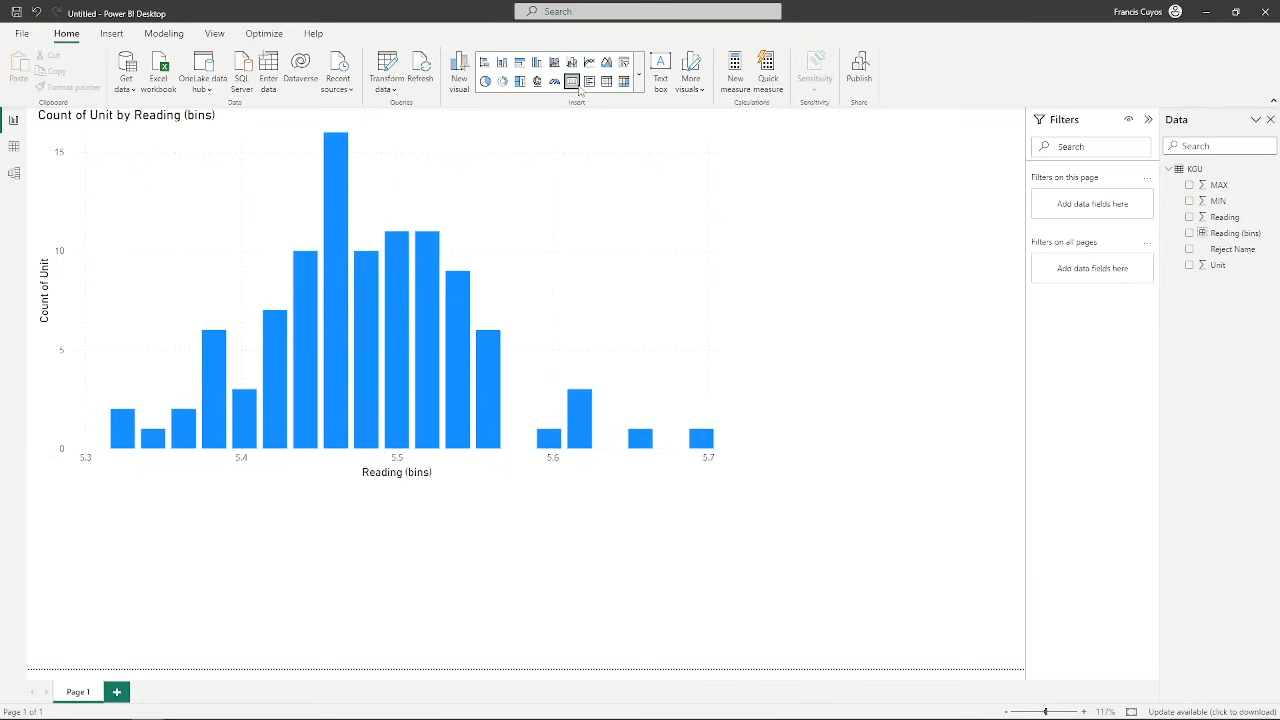 Untitled - Power BI Desktop
Search
Francis Cuyos
File
Home
Insert
Modeling
View
Optimize
Help
Paste
Cut
Copy
Format painter
Clipboard
Get data
Excel workbook
OneLake data hub
SQL Server
Enter data
Dataverse
Recent sources
Data
Transform data
Refresh
Queries
New visual
Text box
More visuals
Insert
New measure
Quick measure
Calculations
Sensitivity
Sensitivity
Publish
Share
Count of Unit by Reading (bins)
Count of Unit
15
10
5
0
5.3
5.4
5.5
5.6
5.7
Reading (bins)
Filters
Search
Filters on this page
Add data fields here
Filters on all pages
Add data fields here
Data
Search
KGU
MAX
MIN
Reading
Reading (bins)
Reject Name
Unit
Page 1
Page 1 of 1
117%
Update available (click to download)